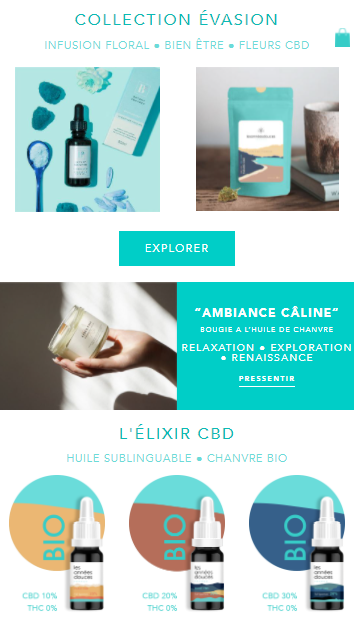 COLLECTION ÉVASION
INFUSION FLORAL ● BIEN ÊTRE ● FLEURS CBD
EXPLORER
“AMBIANCE CÂLINE”
BOUGIE À L'HUILE DE CHANVRE
RELAXATION ● EXPLORATION
● RENAISSANCE
PRESSENTIR
L'ÉLIXIR CBD
HUILE SUBLINGUABLE ● CHANVRE BIO
BIO
les
années
douces
CBD 10%
THC 0%
BIO
les
années
douces
CBD 20%
THC 0%
BIO
les
années
douces
CBD 30%
THC 0%